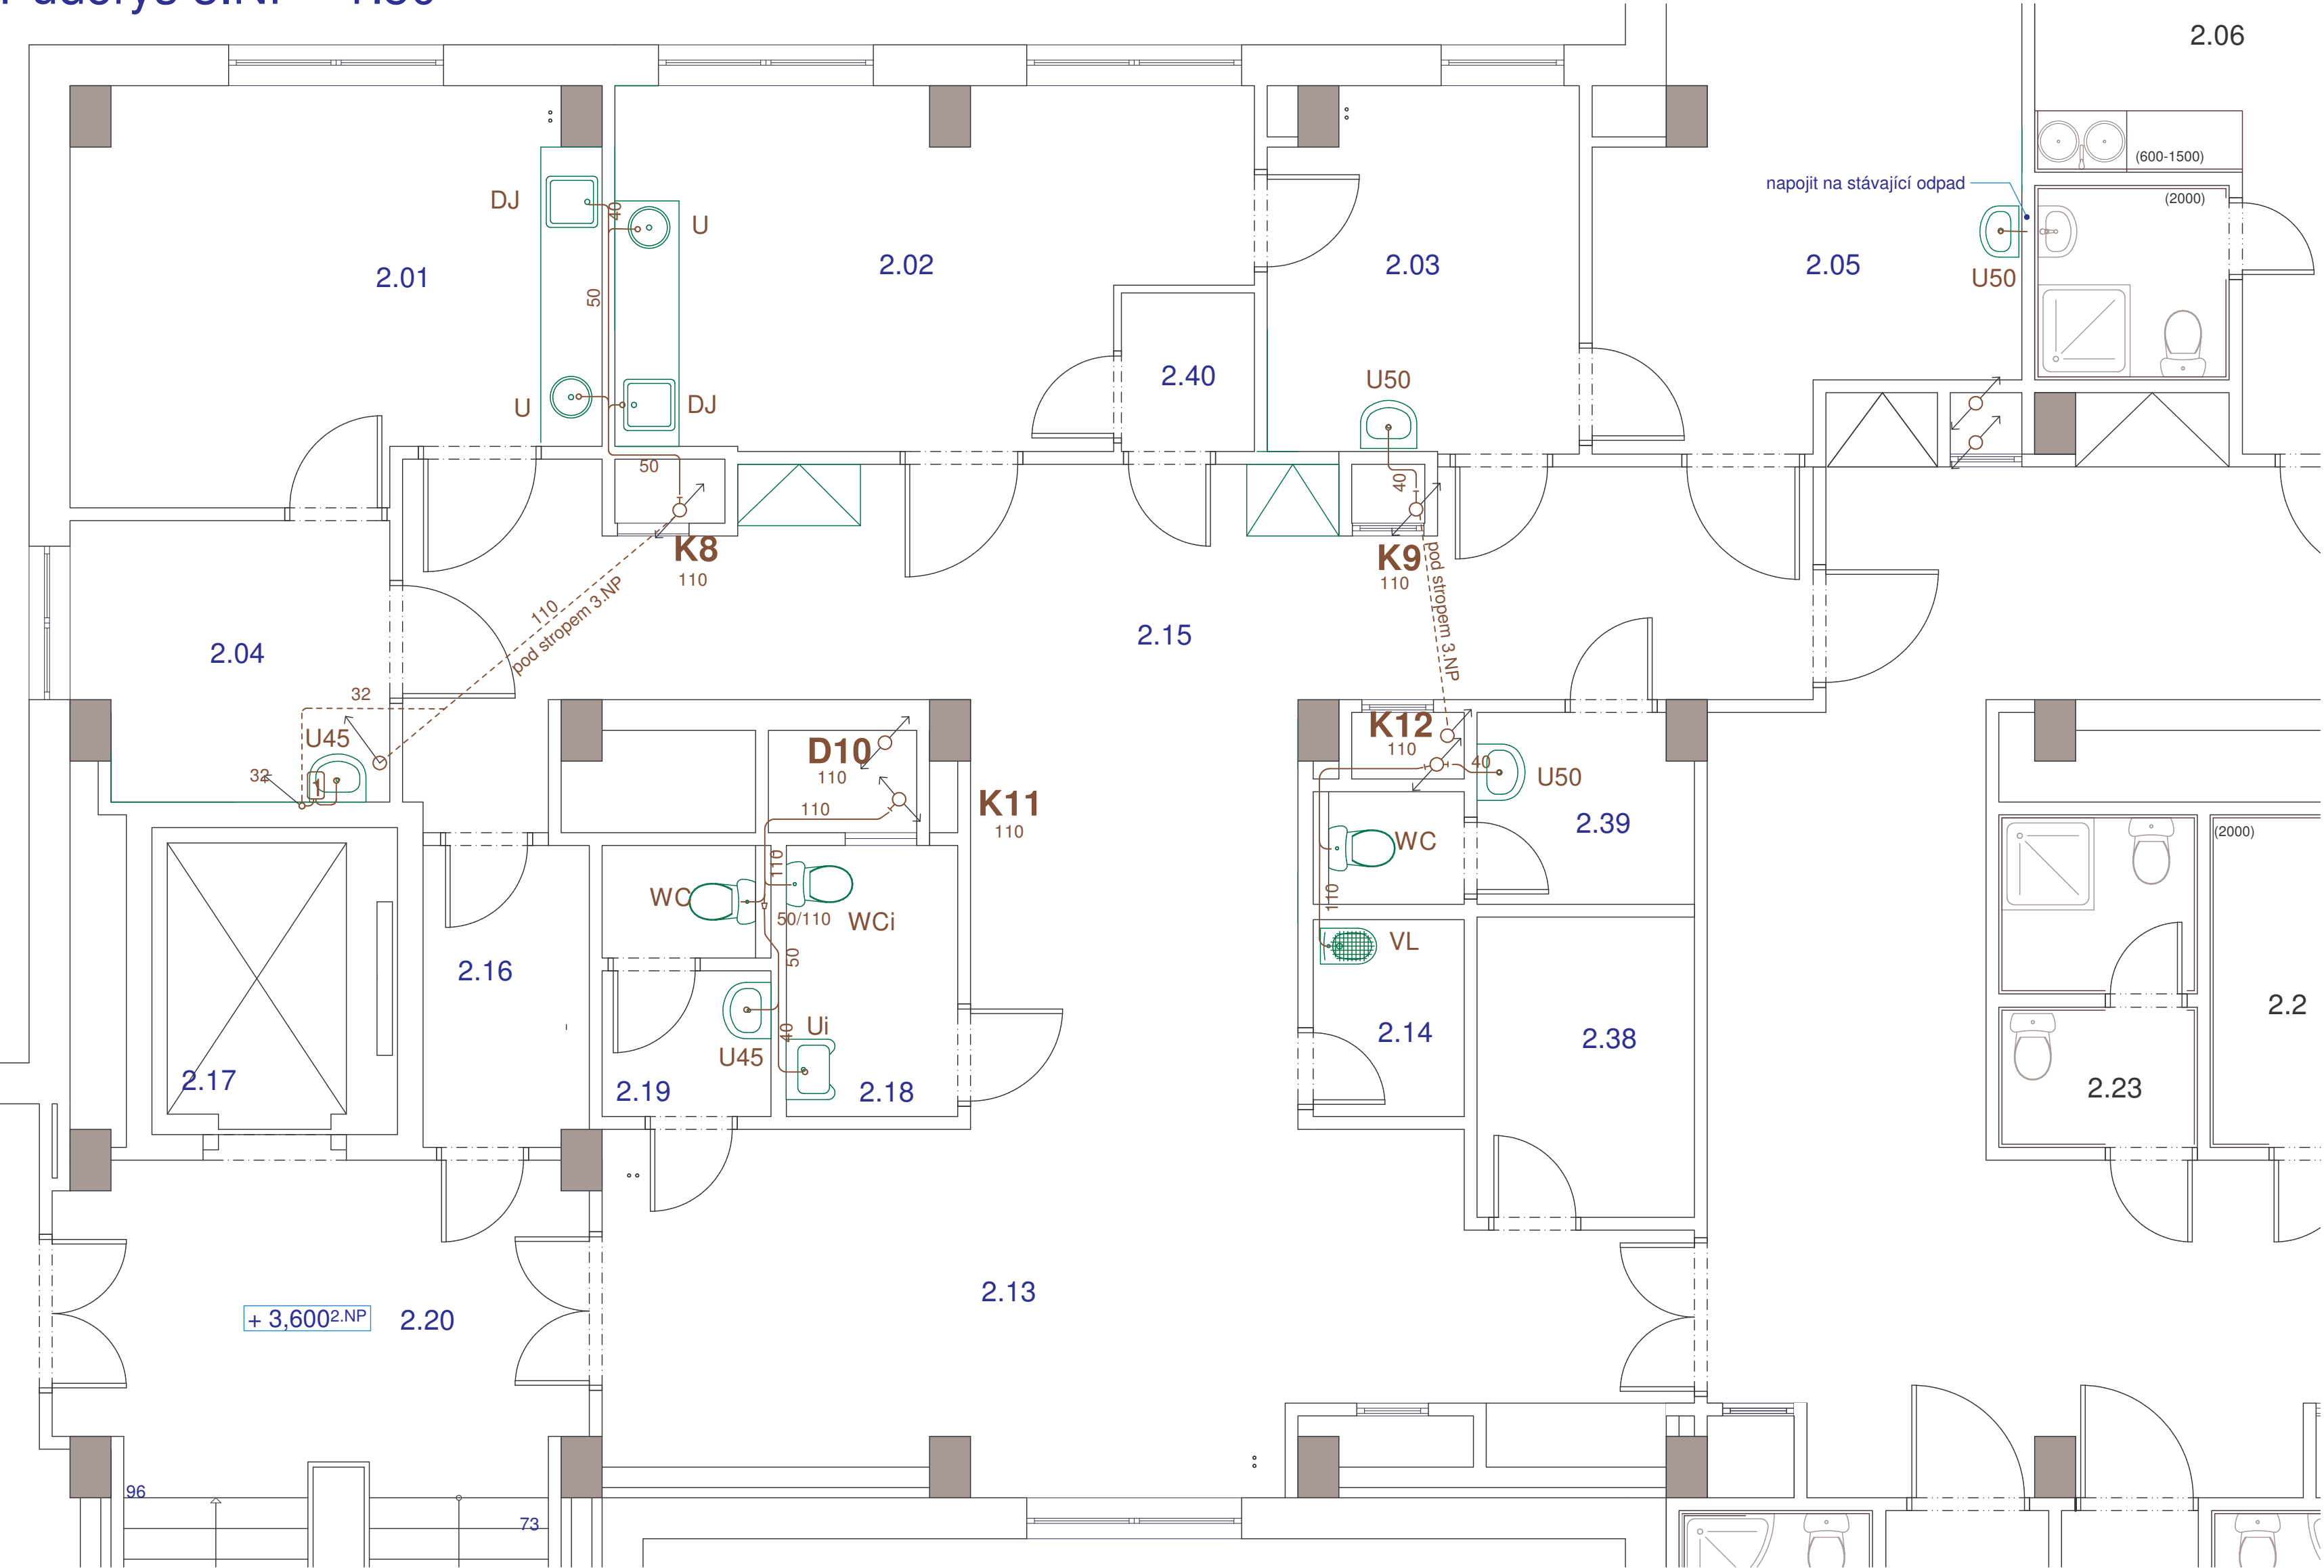 2.06
(600-1500)
napojit na stávající odpad
(2000)
DJ
40
U
2.01
2.02
2.03
2.05
U50
50
2.40
U50
U
DJ
50
40
K8
110
K9
110
pod stropem 3.NP
110
pod stropem 3.NP
2.15
2.04
32
U45
32
1
D10
110
K12
110
40
U50
110
K11
110
2.39
(2000)
WC
110
WC
50/110
WCi
110
VL
50
2.16
2.2
40
Ui
U45
2.14
2.38
2.17
2.19
2.18
2.23
2.13
+ 3,600 2.NP
2.20
96
73